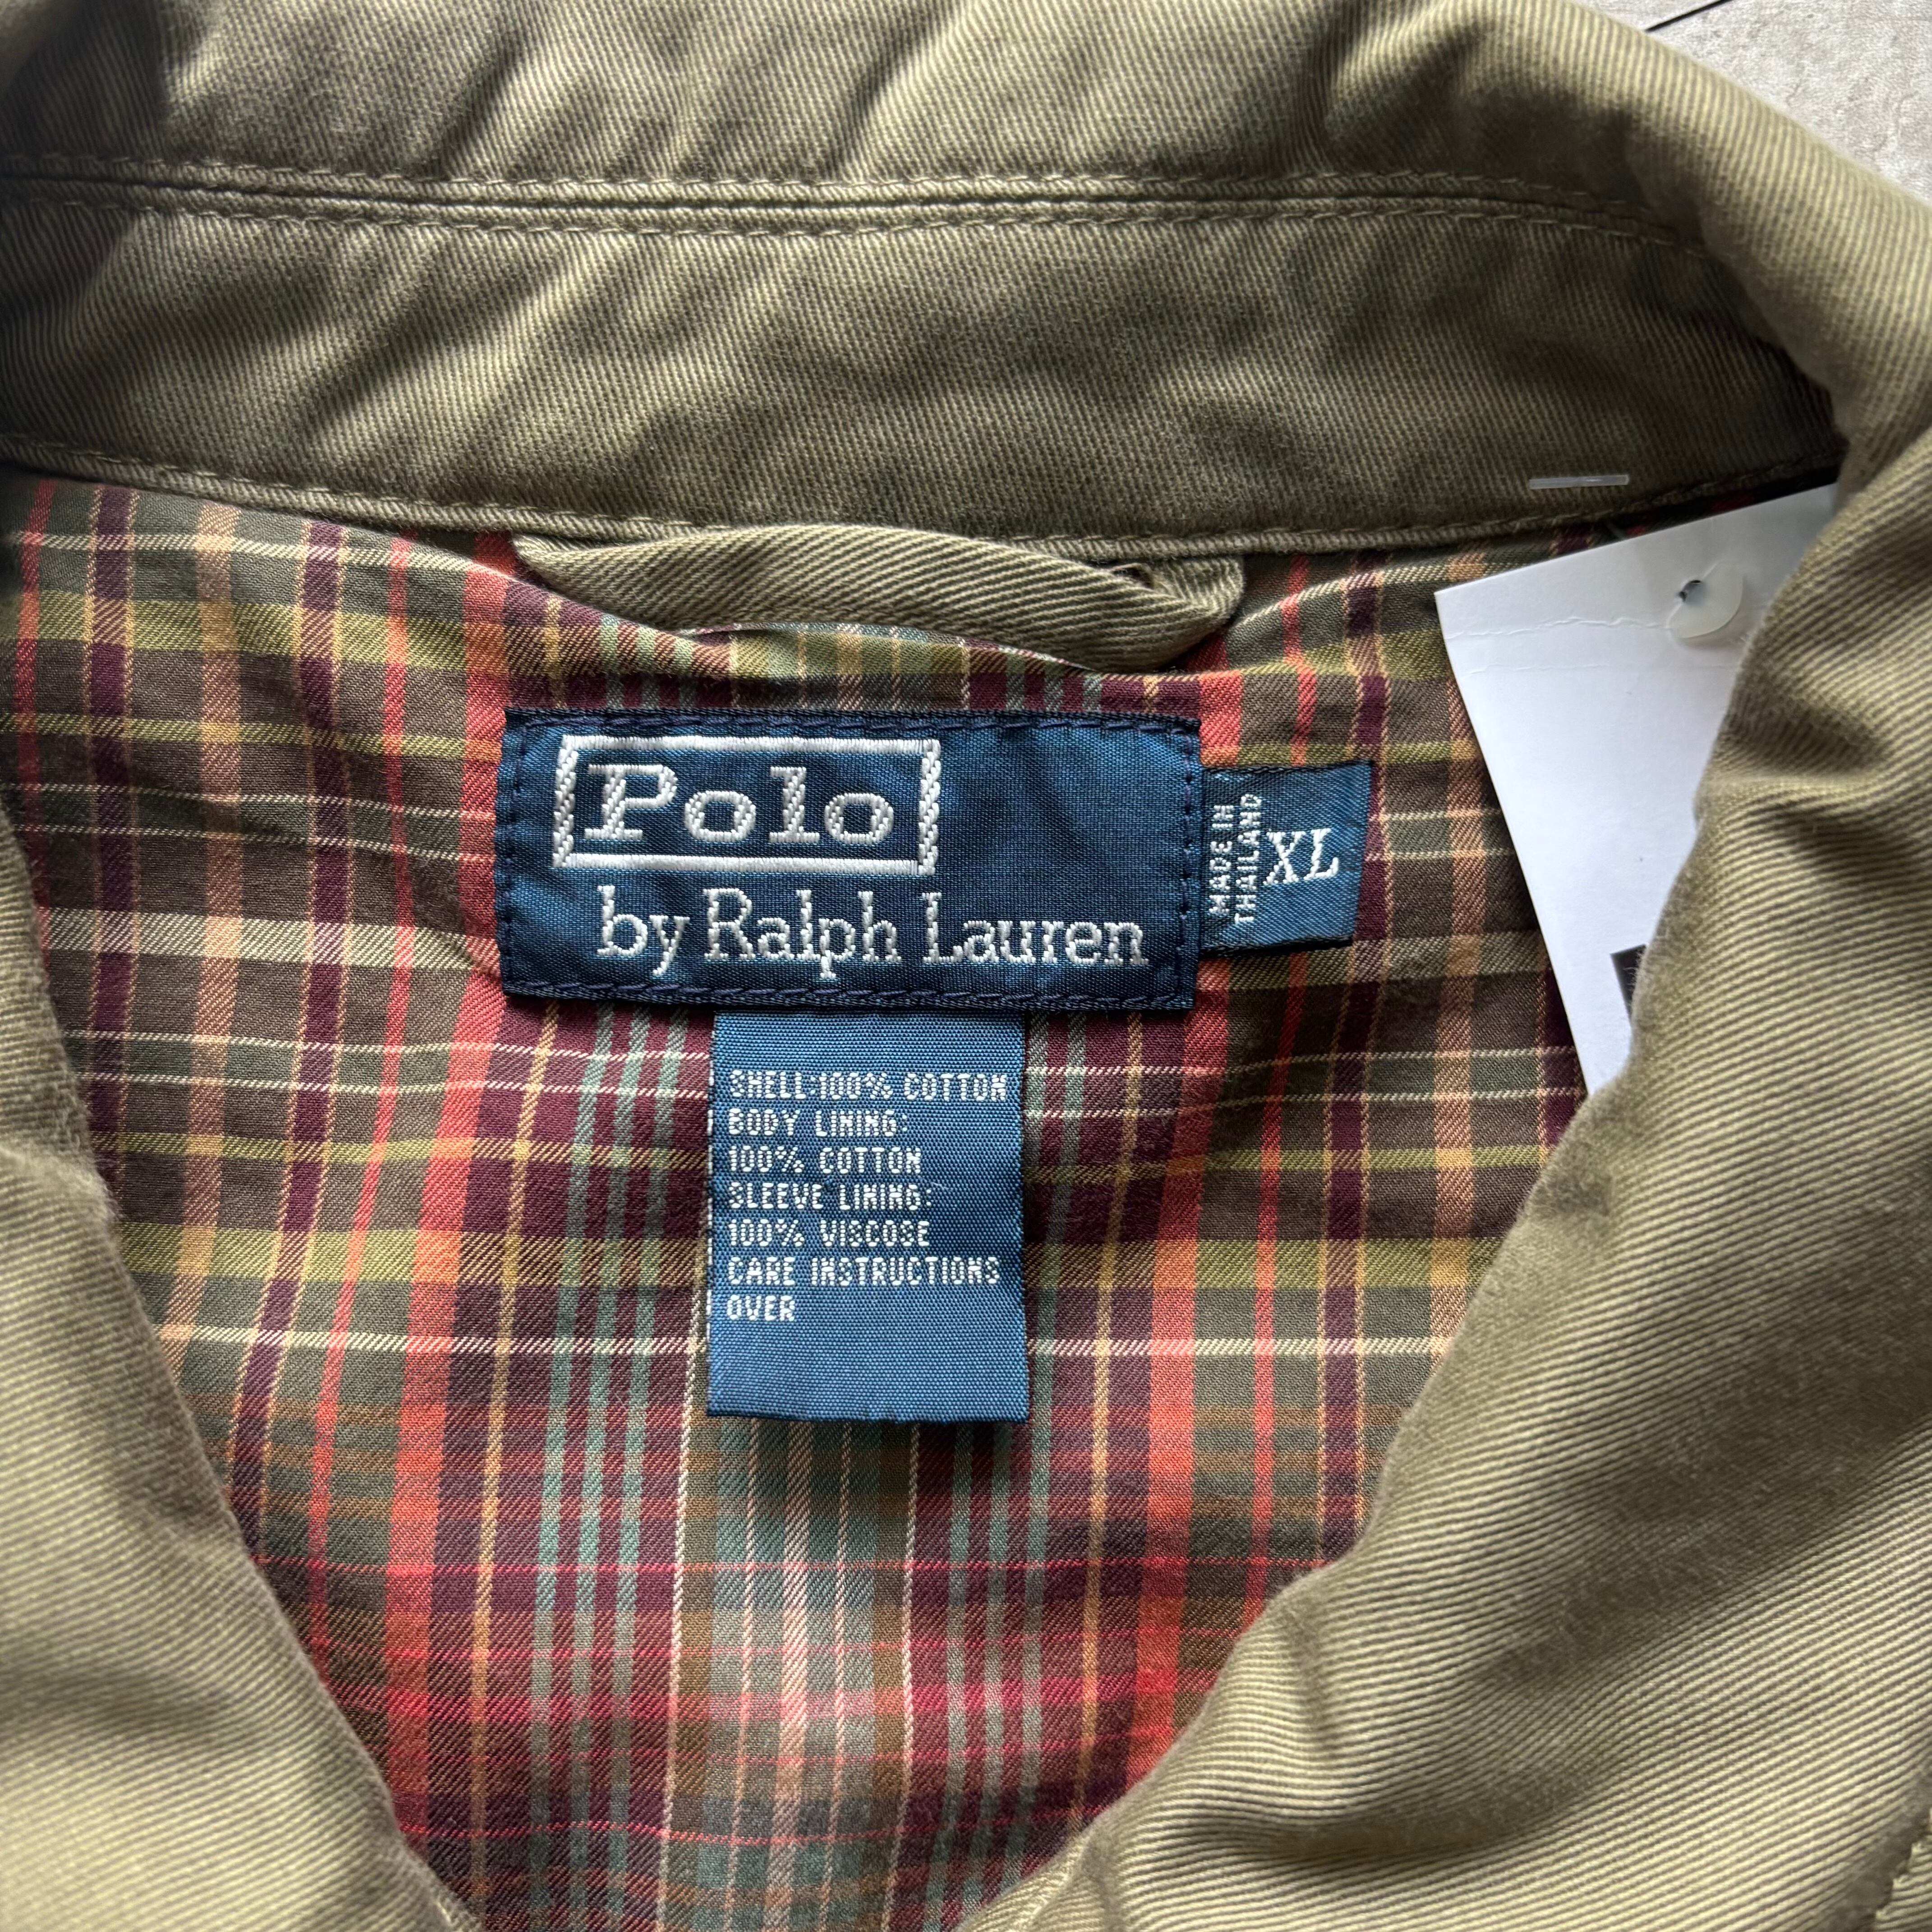 Polo
by Ralph Lauren
MADE IN
THAILAND
XL
SHELL:100% COTTON
BODY LINING:
100% COTTON
SLEEVE LINING:
100% VISCOSE
CARE INSTRUCTIONS
OVER